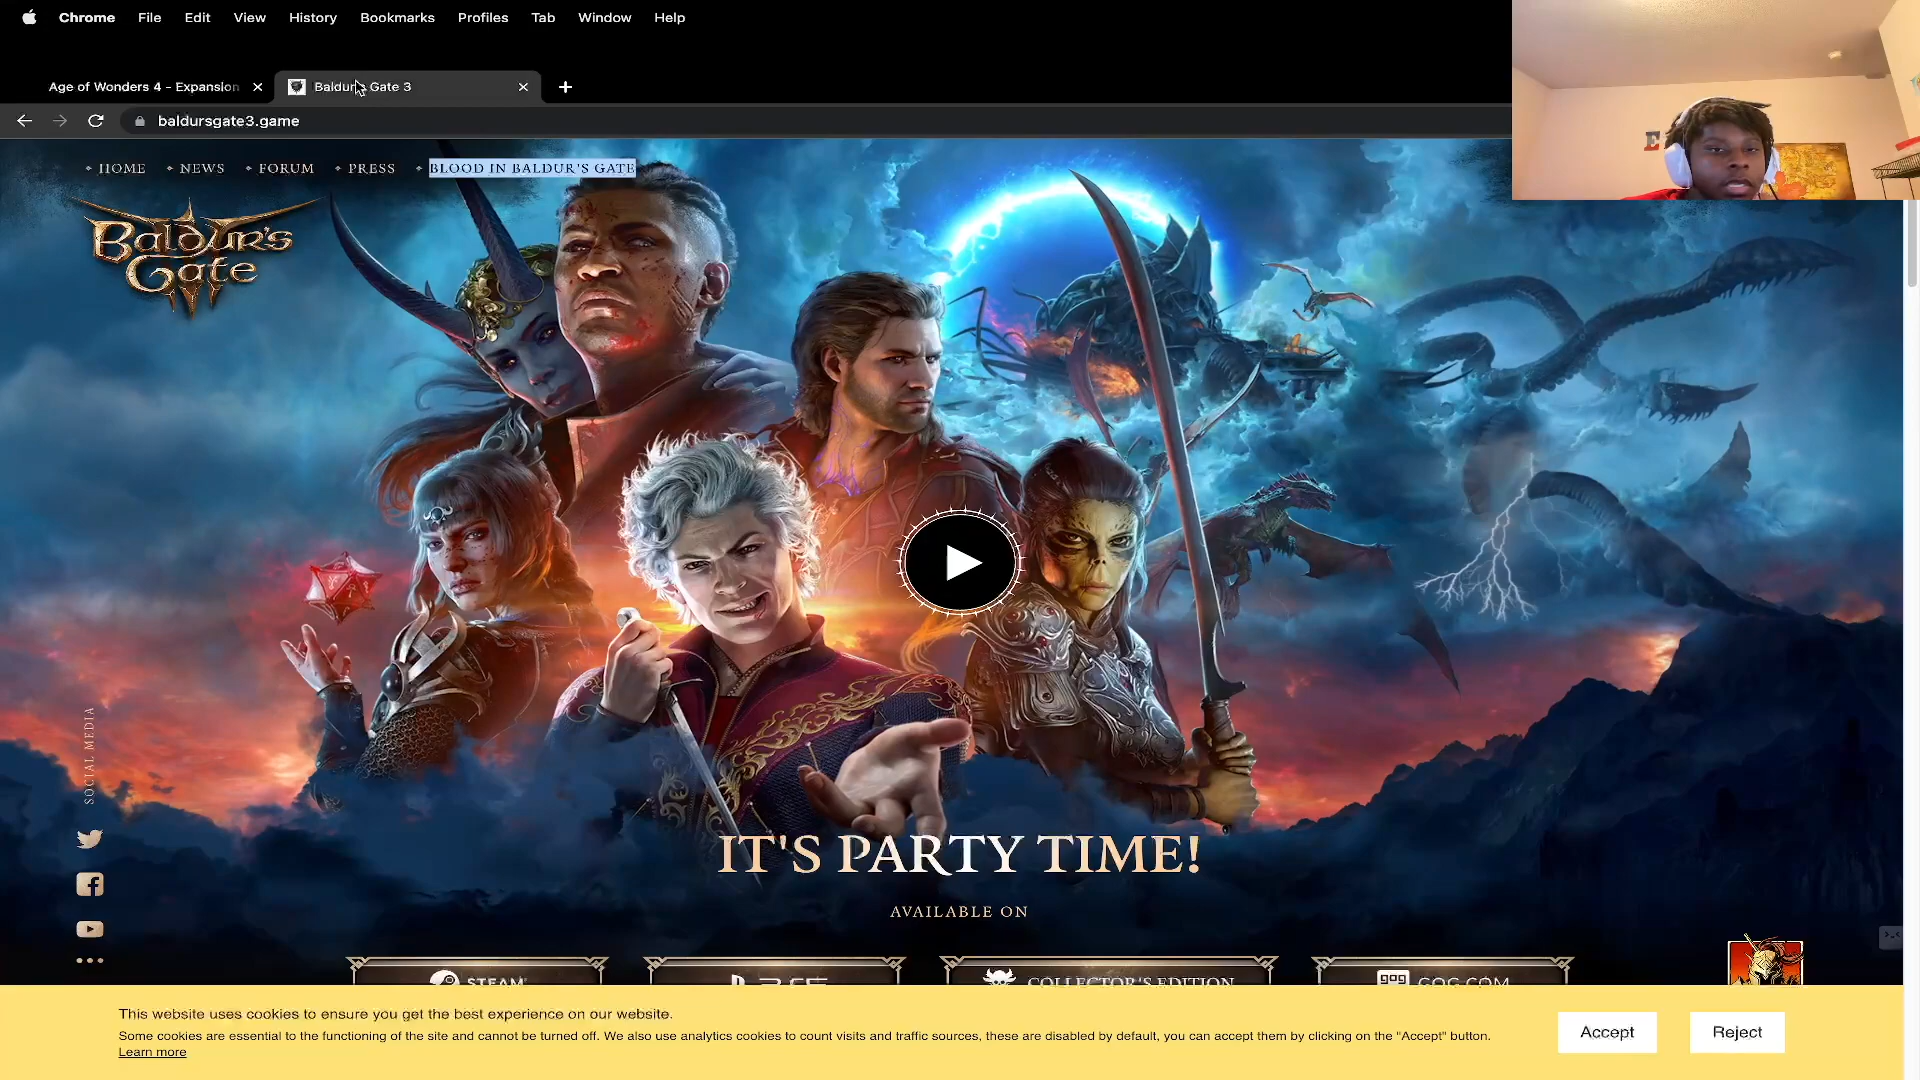 Chrome File Edit View History Bookmarks Profiles Tab Window Help
Age of Wonders 4 - Expansion
Baldur's Gate 3
baldursgate3.game
HOME NEWS FORUM PRESS BLOOD IN BALDUR'S GATE
BALDUR'S
GATE
SOCIAL MEDIA
IT'S PARTY TIME!
AVAILABLE ON
STEAM
PS5
COLLECTOR'S EDITION
GOG.COM
This website uses cookies to ensure you get the best experience on our website.
Some cookies are essential to the functioning of the site and cannot be turned off. We also use analytics cookies to count visits and traffic sources, these are disabled by default, you can accept them by clicking on the "Accept" button.
Learn more
Accept
Reject